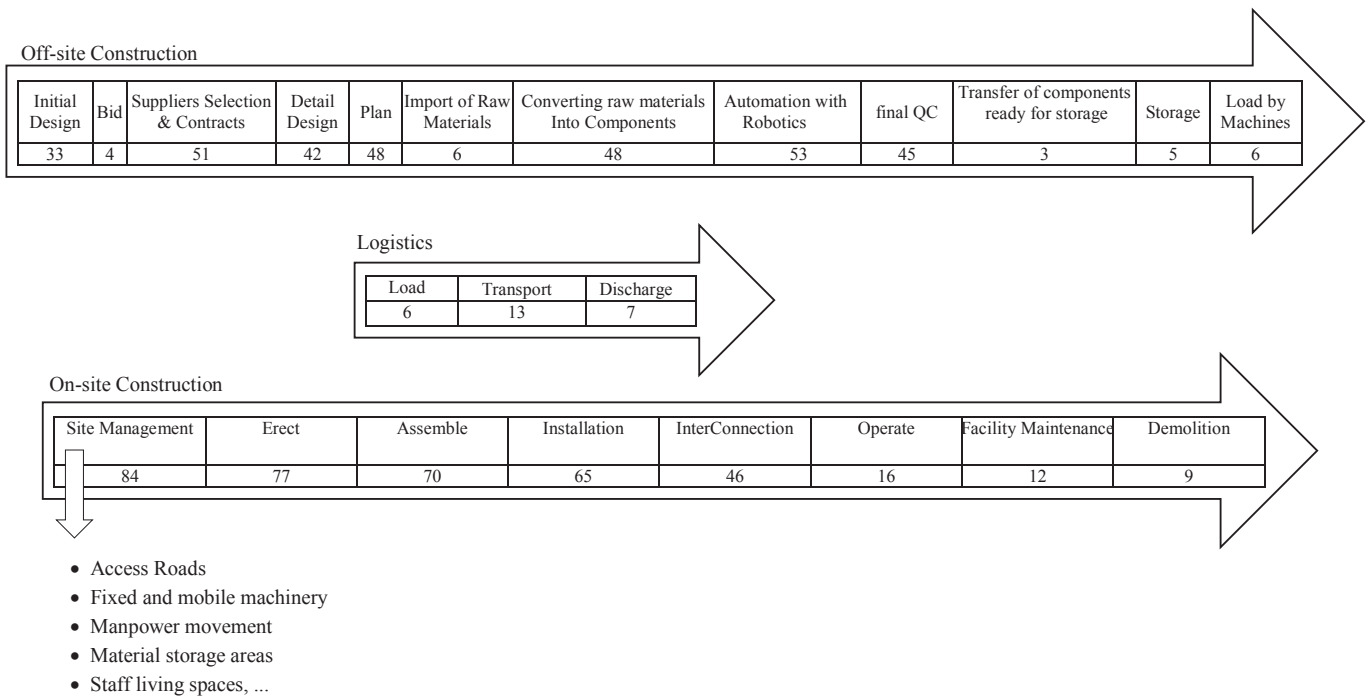 Off-site Construction
Initial Design
Bid
Suppliers Selection & Contracts
Detail Design
Plan
Import of Raw Materials
Converting raw materials Into Components
Automation with Robotics
final QC
Transfer of components ready for storage
Storage
Load by Machines
33 4 51 42 48 6 48 53 45 3 5 6
Logistics
Load Transport Discharge
6 13 7
On-site Construction
Site Management Erect Assemble Installation InterConnection Operate Facility Maintenance Demolition
84 77 70 65 46 16 12 9
• Access Roads
• Fixed and mobile machinery
• Manpower movement
• Material storage areas
• Staff living spaces, ...